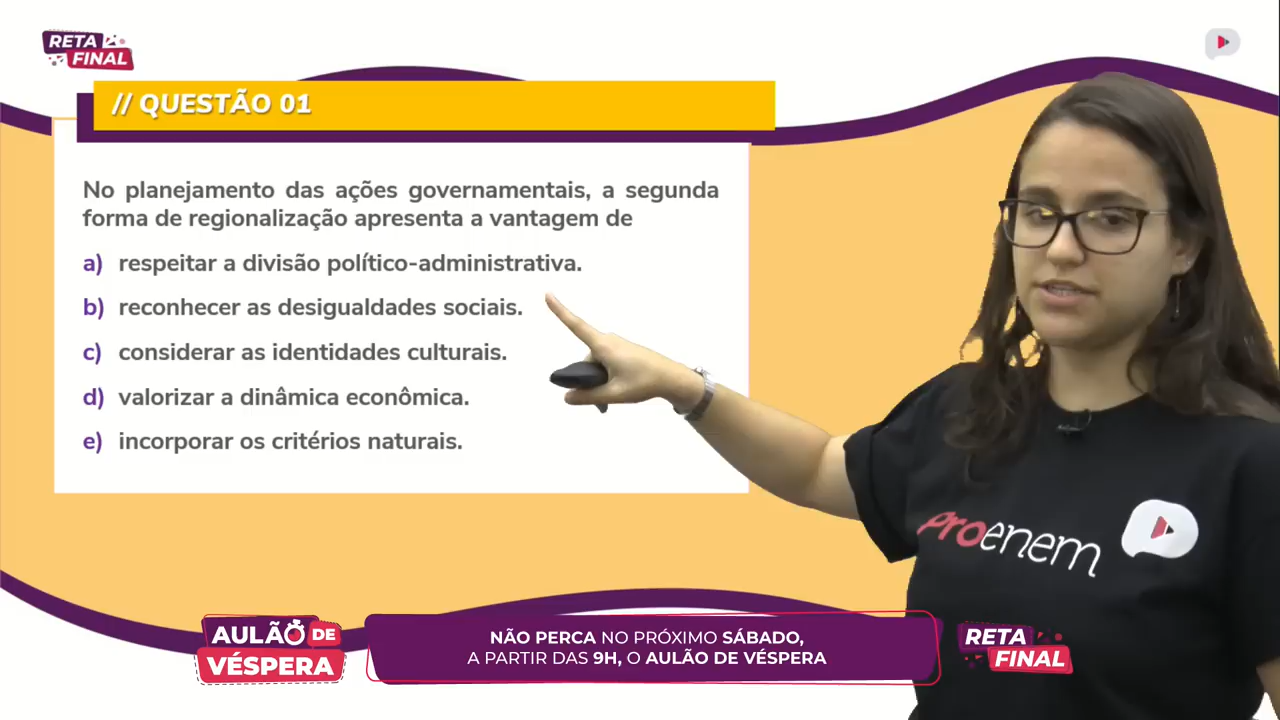 RETA
FINAL
// QUESTÃO 01
No planejamento das ações governamentais, a segunda
forma de regionalização apresenta a vantagem de
a) respeitar a divisão político-administrativa.
b) reconhecer as desigualdades sociais.
c) considerar as identidades culturais.
d) valorizar a dinâmica econômica.
e) incorporar os critérios naturais.
proenem
AULÃO DE
VÉSPERA
NÃO PERCA NO PRÓXIMO SÁBADO,
A PARTIR DAS 9H, O AULÃO DE VÉSPERA
RETA
FINAL